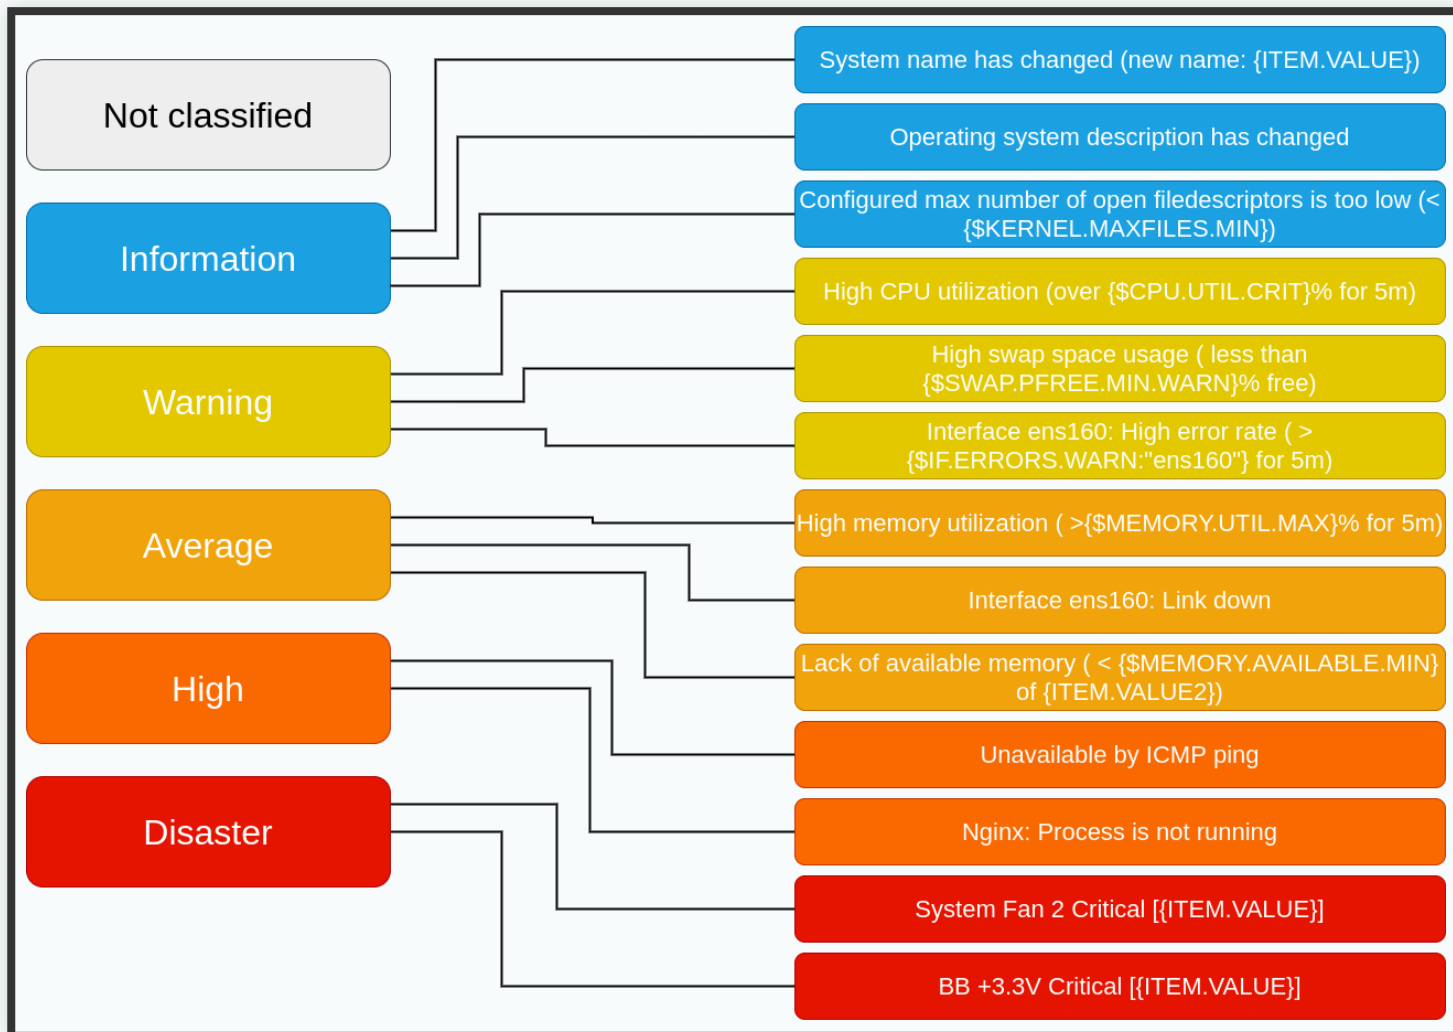 Not classified
Information
Warning
Average
High
Disaster
System name has changed (new name: {ITEM.VALUE})
Operating system description has changed
Configured max number of open filedescriptors is too low (<
{$KERNEL.MAXFILES.MIN})
High CPU utilization (over {$CPU.UTIL.CRIT}% for 5m)
High swap space usage ( less than
{$SWAP.PFREE.MIN.WARN}% free)
Interface ens160: High error rate ( >
{$IF.ERRORS.WARN:"ens160"} for 5m)
High memory utilization ( >{$MEMORY.UTIL.MAX}% for 5m)
Interface ens160: Link down
Lack of available memory ( < {$MEMORY.AVAILABLE.MIN}
of {ITEM.VALUE2})
Unavailable by ICMP ping
Nginx: Process is not running
System Fan 2 Critical [{ITEM.VALUE}]
BB +3.3V Critical [{ITEM.VALUE}]